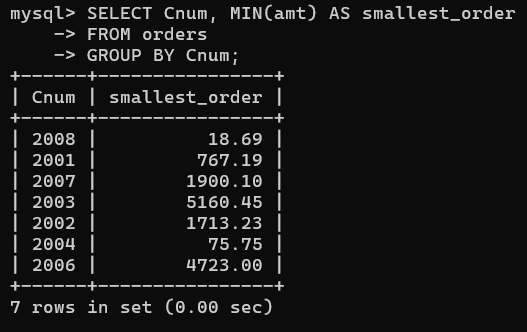 mysql> SELECT Cnum, MIN(amt) AS smallest_order
    -> FROM orders
    -> GROUP BY Cnum;
+------+----------------+
| Cnum | smallest_order |
+------+----------------+
| 2008 |          18.69 |
| 2001 |         767.19 |
| 2007 |        1900.10 |
| 2003 |        5160.45 |
| 2002 |        1713.23 |
| 2004 |          75.75 |
| 2006 |        4723.00 |
+------+----------------+
7 rows in set (0.00 sec)